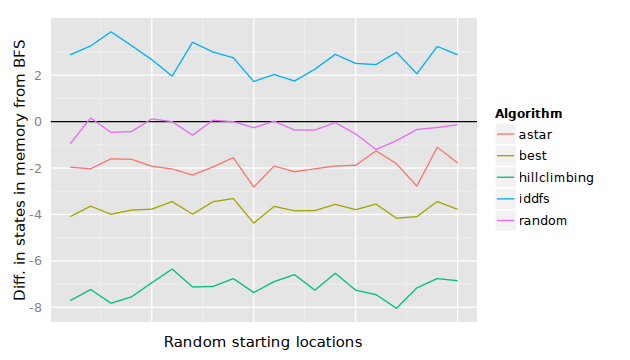 Diff. in states in memory from BFS
2
0
-2
-4
-6
-8
Random starting locations
Algorithm
astar
best
hillclimbing
iddfs
random